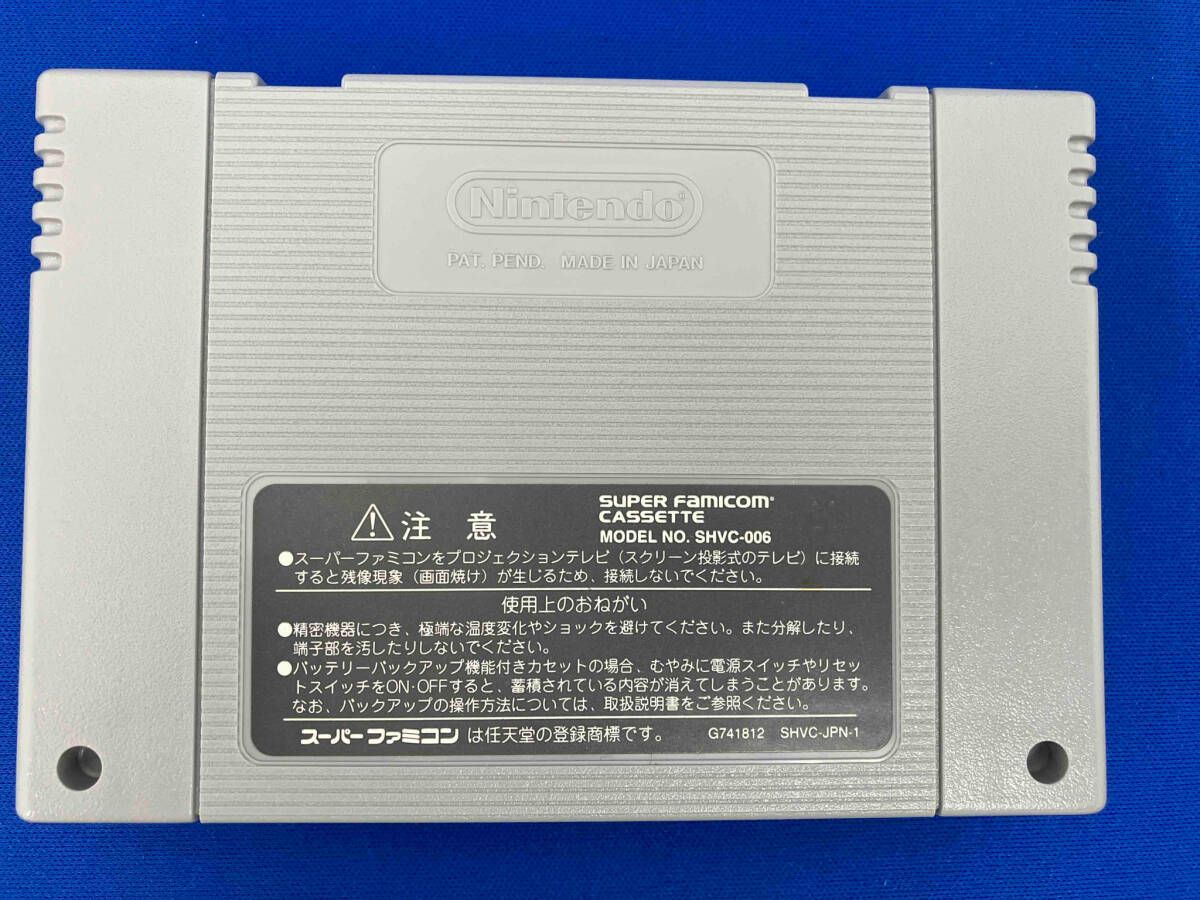 Nintendo®
PAT. PEND. MADE IN JAPAN
⚠注 意
SUPER FAMICOM®
CASSETTE
MODEL NO. SHVC-006
●スーパーファミコンをプロジェクションテレビ(スクリーン投影式のテレビ)に接続
すると残像現象(画面焼け)が生じるため、接続しないでください。
使用上のおねがい
●精密機器につき、極端な温度変化やショックを避けてください。また分解したり、
端子部を汚したりしないでください。
●バッテリーバックアップ機能付きカセットの場合、むやみに電源スイッチやリセッ
トスイッチをON・OFFすると、蓄積されている内容が消えてしまうことがあります。
なお、バックアップの操作方法については、取扱説明書をご参照ください。
スーパーファミコンは任天堂の登録商標です。 G741812 SHVC-JPN-1